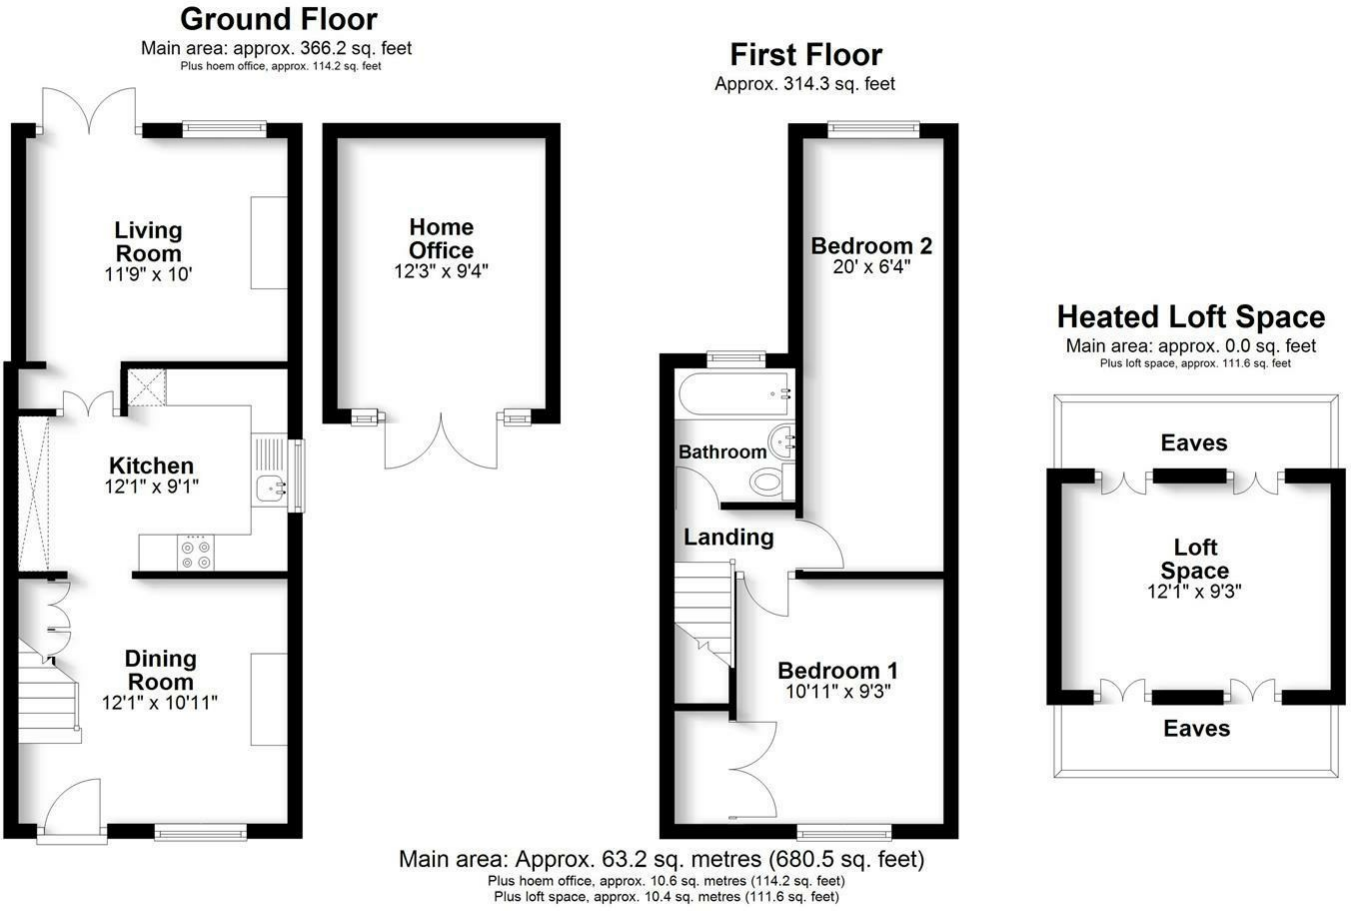 Ground Floor
Main area: approx. 366.2 sq. feet
Plus hoem office, approx. 114.2 sq. feet
Living
Room
11'9" x 10'
Home
Office
12'3" x 9'4"
Kitchen
12'1" x 9'1"
Dining
Room
12'1" x 10'11"
First Floor
Approx. 314.3 sq. feet
Bedroom 2
20' x 6'4"
Bathroom
Landing
Bedroom 1
10'11" x 9'3"
Heated Loft Space
Main area: approx. 0.0 sq. feet
Plus loft space, approx. 111.6 sq. feet
Eaves
Loft
Space
12'1" x 9'3"
Eaves
Main area: Approx. 63.2 sq. metres (680.5 sq. feet)
Plus hoem office, approx. 10.6 sq. metres (114.2 sq. feet)
Plus loft space, approx. 10.4 sq. metres (111.6 sq. feet)